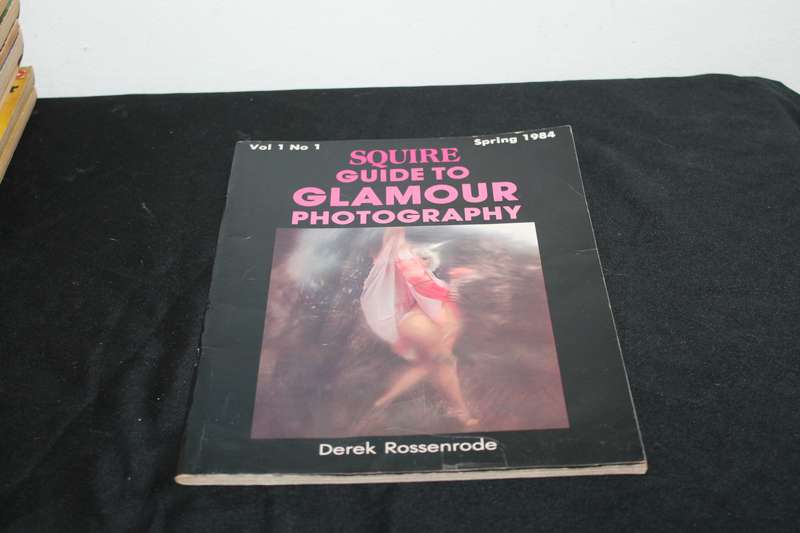 Vol 1 No 1
Spring 1984
SQUIRE
GUIDE TO
GLAMOUR
PHOTOGRAPHY
Derek Rossenrode